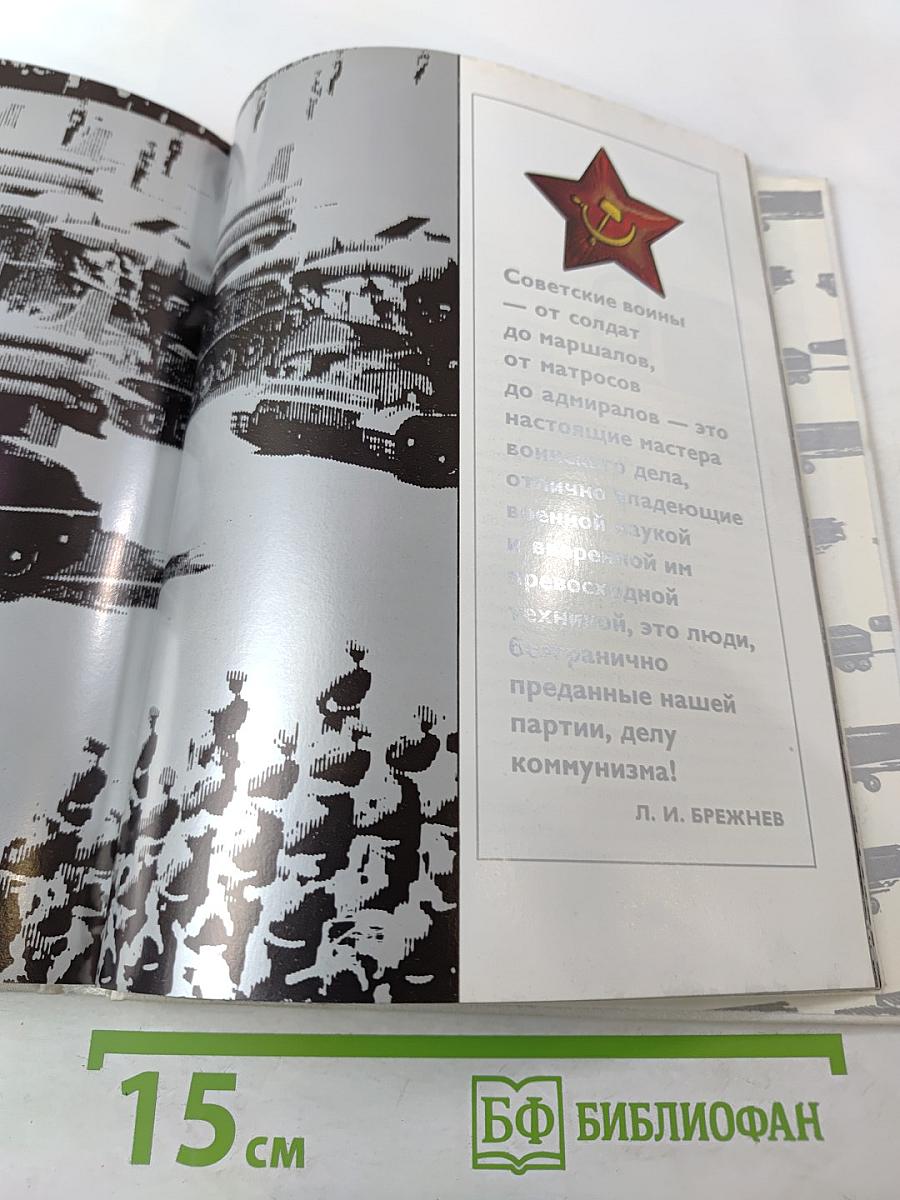 Советские воины
— от солдат
до маршалов,
от матросов
до адмиралов — это
настоящие мастера
воинского дела,
отлично владеющие
военной наукой
и вверенной им
превосходной
техникой, это люди,
безгранично
преданные нашей
партии, делу
коммунизма!
Л. И. БРЕЖНЕВ
15 см
БФ БИБЛИОФАН